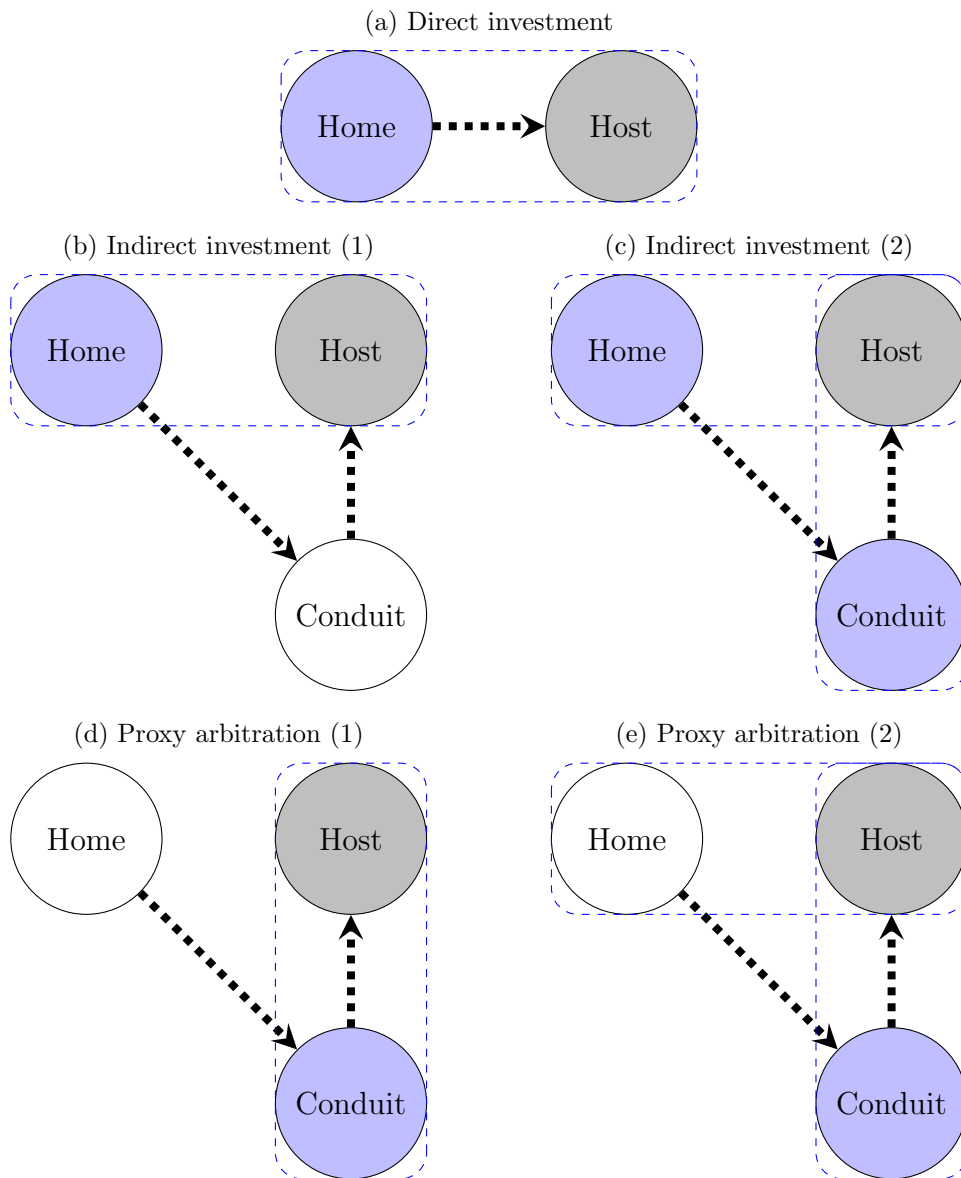 (a) Direct investment
Home
Host
(b) Indirect investment (1)
Home
Host
Conduit
(c) Indirect investment (2)
Home
Host
Conduit
(d) Proxy arbitration (1)
Home
Host
Conduit
(e) Proxy arbitration (2)
Home
Host
Conduit